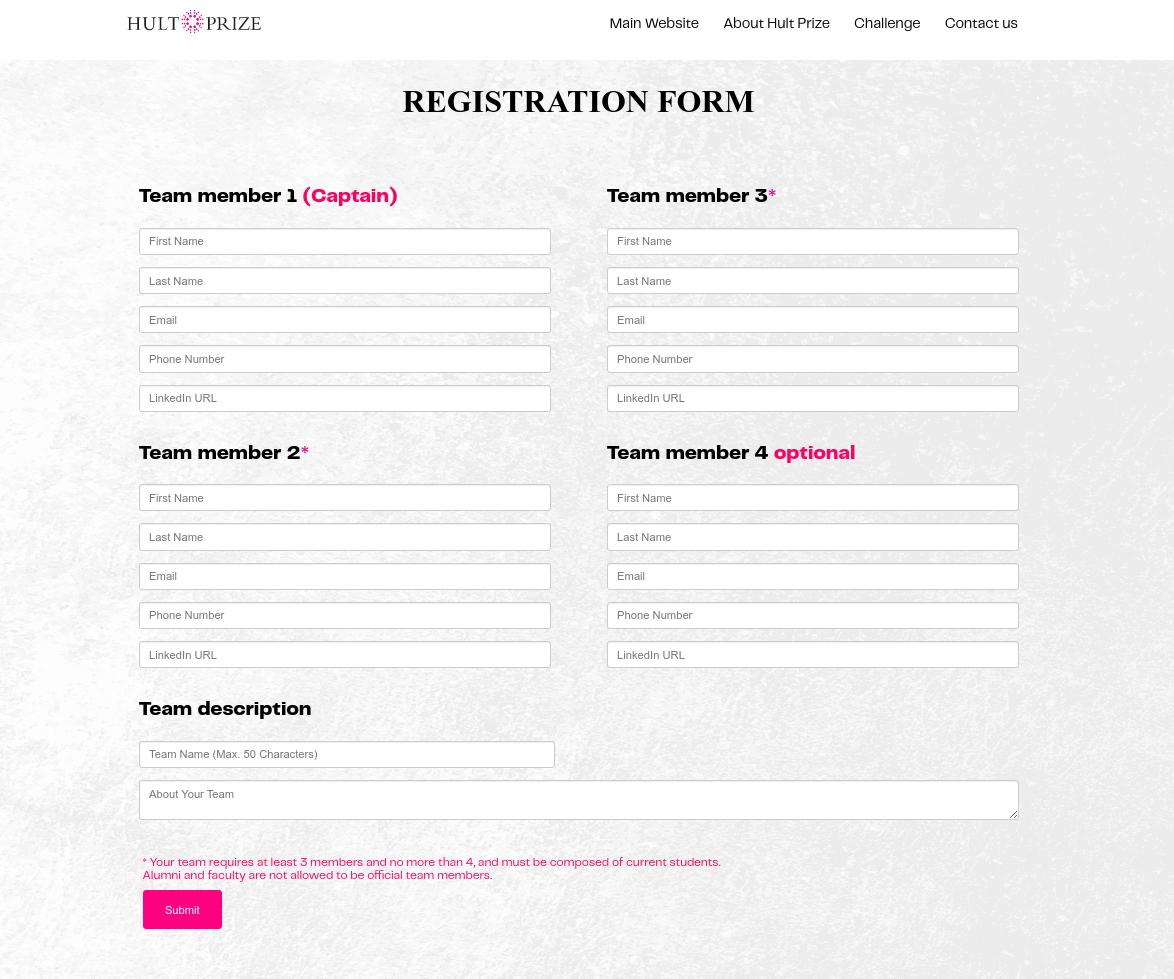 HULT PRIZE
Main Website About Hult Prize Challenge Contact us
REGISTRATION FORM
Team member 1 (Captain)
First Name
Last Name
Email
Phone Number
LinkedIn URL
Team member 3*
First Name
Last Name
Email
Phone Number
LinkedIn URL
Team member 2*
First Name
Last Name
Email
Phone Number
LinkedIn URL
Team member 4 optional
First Name
Last Name
Email
Phone Number
LinkedIn URL
Team description
Team Name (Max. 50 Characters)
About Your Team
* Your team requires at least 3 members and no more than 4, and must be composed of current students.
Alumni and faculty are not allowed to be official team members.
Submit